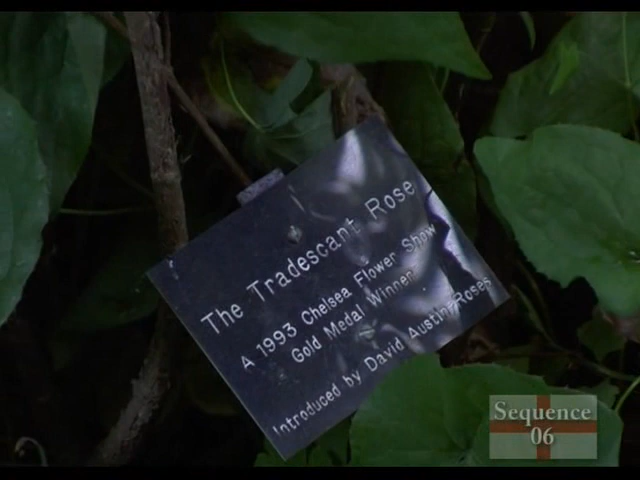 The Tradescant Rose
A 1993 Chelsea Flower Show
Gold Medal Winner
Introduced by David Austin Roses
Sequence
06